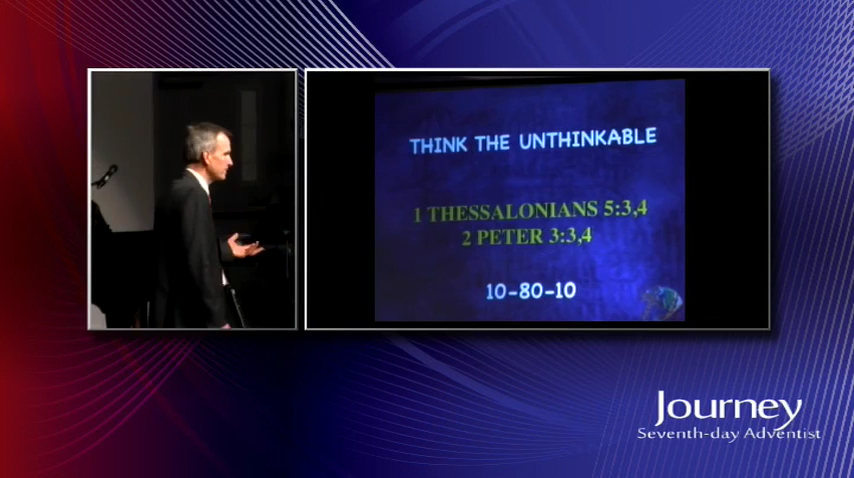 THINK THE UNTHINKABLE
1 THESSALONIANS 5:3,4
2 PETER 3:3,4
10-80-10
Journey
Seventh-day Adventist